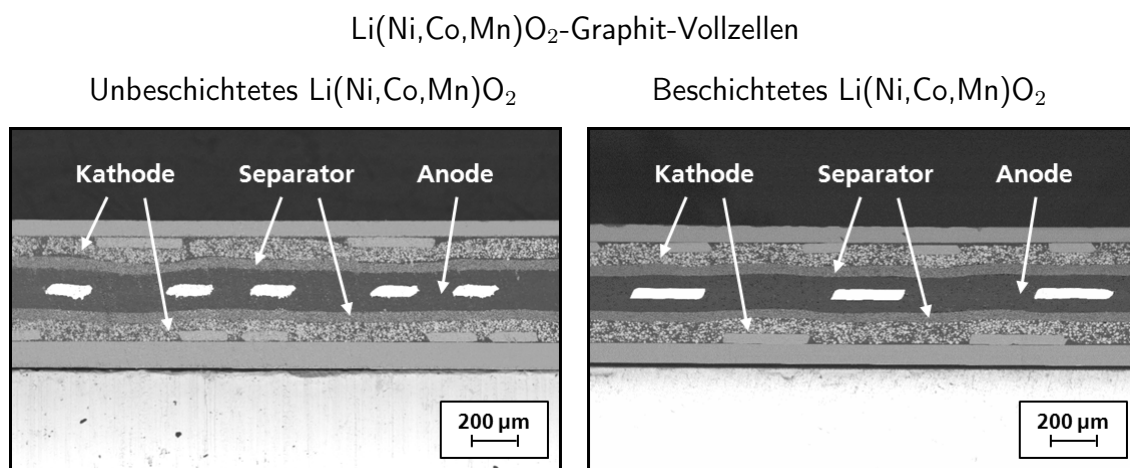 Li(Ni,Co,Mn)O₂-Graphit-Vollzellen
Unbeschichtetes Li(Ni,Co,Mn)O₂
Beschichtetes Li(Ni,Co,Mn)O₂
Kathode Separator Anode
Kathode Separator Anode
200 µm
200 µm